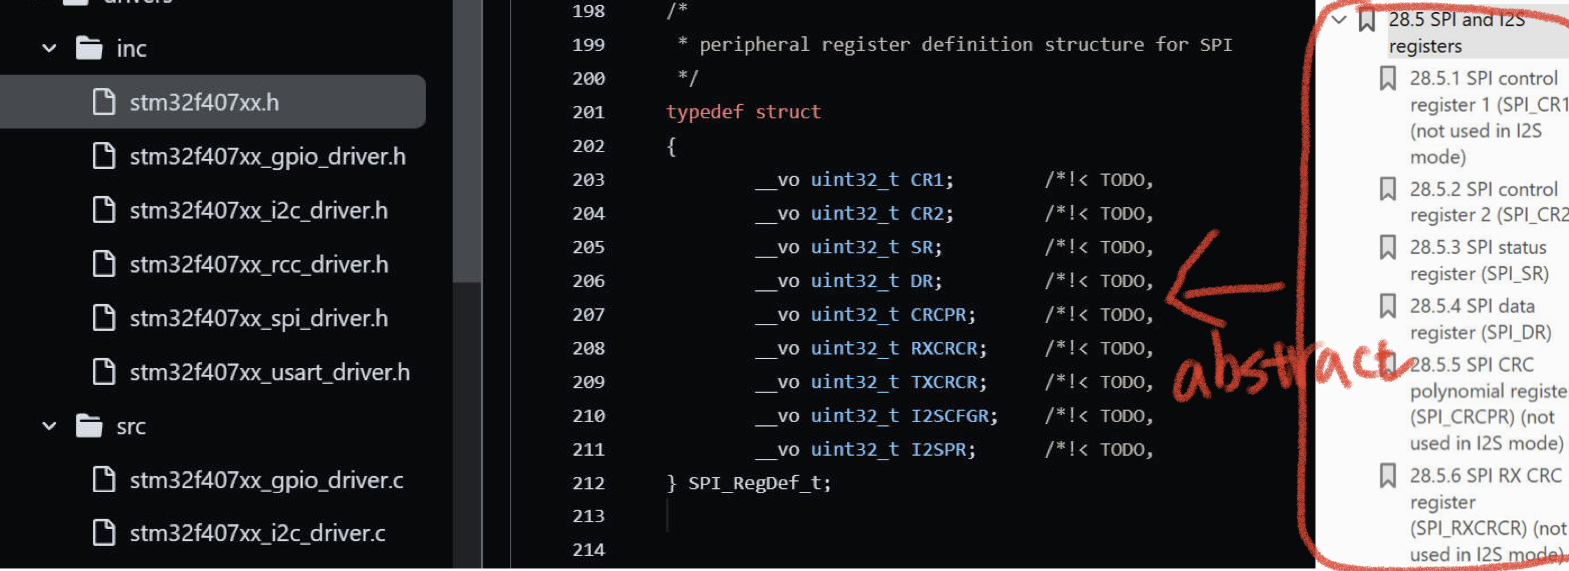 drivers
inc
stm32f407xx.h
stm32f407xx_gpio_driver.h
stm32f407xx_i2c_driver.h
stm32f407xx_rcc_driver.h
stm32f407xx_spi_driver.h
stm32f407xx_usart_driver.h
src
stm32f407xx_gpio_driver.c
stm32f407xx_i2c_driver.c
198 /*
199 * peripheral register definition structure for SPI
200 */
201 typedef struct
202 {
203 __vo uint32_t CR1; /*!< TODO,
204 __vo uint32_t CR2; /*!< TODO,
205 __vo uint32_t SR; /*!< TODO,
206 __vo uint32_t DR; /*!< TODO,
207 __vo uint32_t CRCPR; /*!< TODO,
208 __vo uint32_t RXCRCR; /*!< TODO,
209 __vo uint32_t TXCRCR; /*!< TODO,
210 __vo uint32_t I2SCFGR; /*!< TODO,
211 __vo uint32_t I2SPR; /*!< TODO,
212 } SPI_RegDef_t;
213
214
abstract
28.5 SPI and I2S
registers
28.5.1 SPI control
register 1 (SPI_CR1
(not used in I2S
mode)
28.5.2 SPI control
register 2 (SPI_CR2
28.5.3 SPI status
register (SPI_SR)
28.5.4 SPI data
register (SPI_DR)
28.5.5 SPI CRC
polynomial registe
(SPI_CRCPR) (not
used in I2S mode)
28.5.6 SPI RX CRC
register
(SPI_RXCRCR) (not
used in I2S mode)